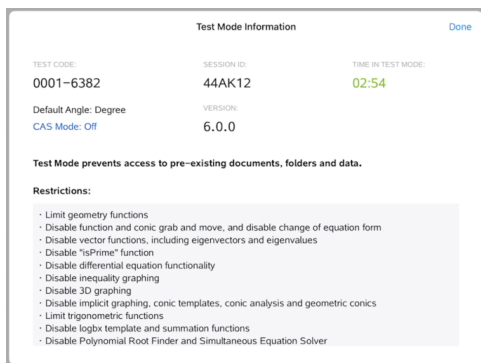 Test Mode Information Done
TEST CODE: SESSION ID: TIME IN TEST MODE:
0001-6382 44AK12 02:54
Default Angle: Degree VERSION:
CAS Mode: Off 6.0.0
Test Mode prevents access to pre-existing documents, folders and data.
Restrictions:
· Limit geometry functions
· Disable function and conic grab and move, and disable change of equation form
· Disable vector functions, including eigenvectors and eigenvalues
· Disable "isPrime" function
· Disable differential equation functionality
· Disable inequality graphing
· Disable 3D graphing
· Disable implicit graphing, conic templates, conic analysis and geometric conics
· Limit trigonometric functions
· Disable logbx template and summation functions
· Disable Polynomial Root Finder and Simultaneous Equation Solver